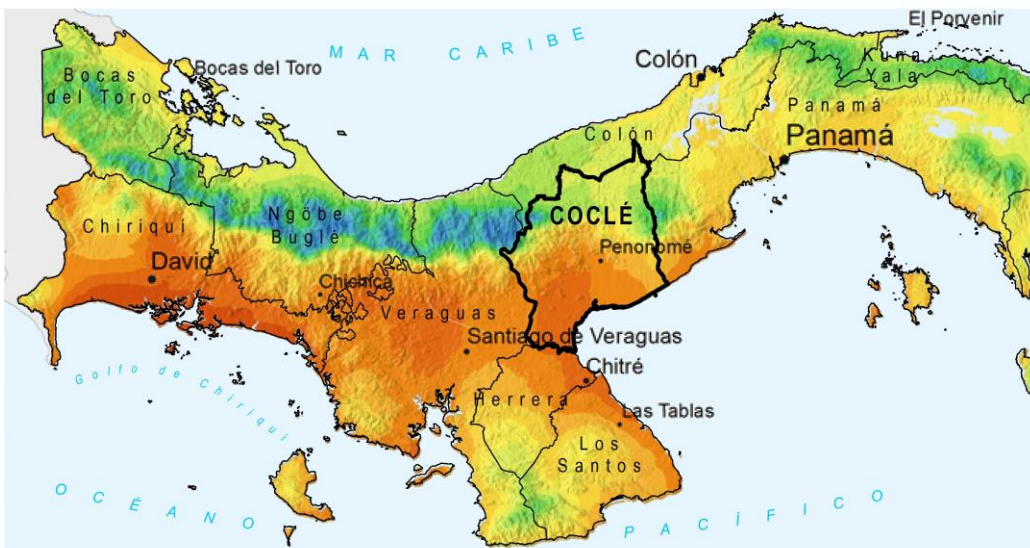 El Porvenir
MAR CARIBE
Colón
Kuna
Yala
Bocas
del Toro
Bocas del Toro
Panamá
Colón
Panamá
Ngöbe
Buglé
COCLÉ
Chiriquí
Penonomé
David
Chichica
Veraguas
Santiago de Veraguas
Chitré
Golfo de Chiriquí
Herrera
Las Tablas
Los
Santos
OCÉANO PACÍFICO